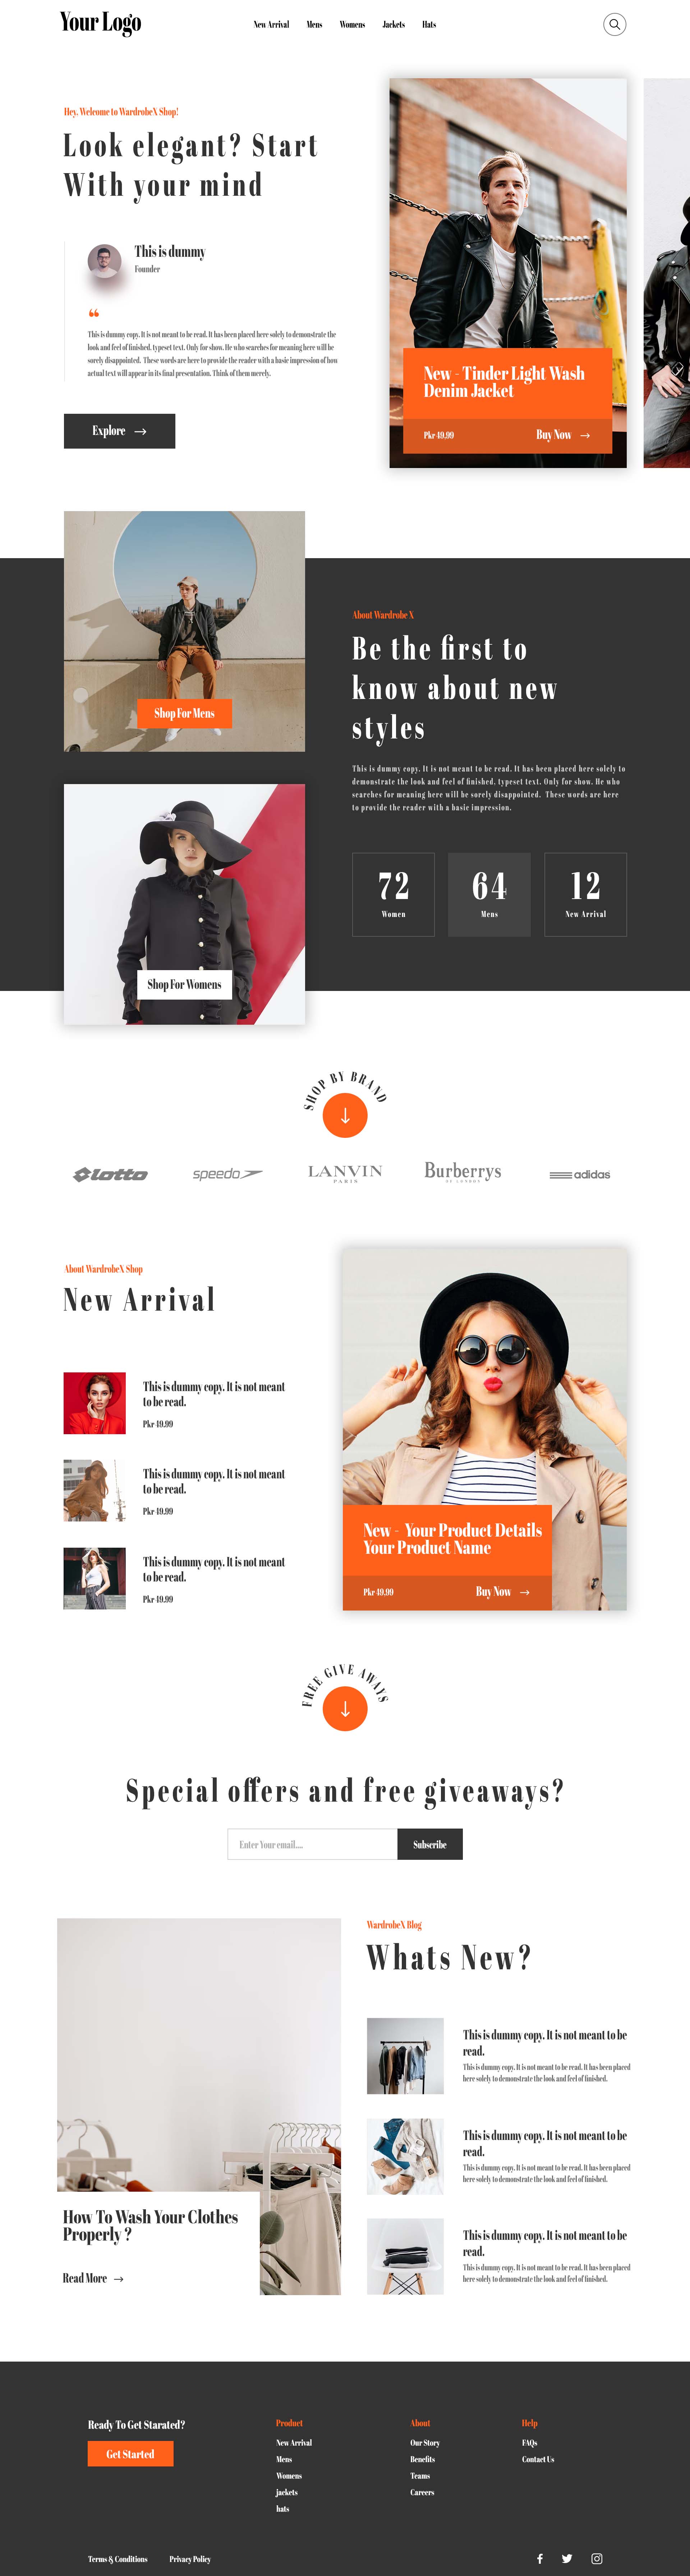 Your Logo
New Arrival
Mens
Womens
Jackets
Hats
Hey, Welcome to WardrobeX Shop!
Look elegant? Start
With your mind
This is dummy
Founder
“
This is dummy copy. It is not meant to be read. It has been placed here solely to demonstrate the
look and feel of finished, typeset text. Only for show. He who searches for meaning here will be
sorely disappointed. These words are here to provide the reader with a basic impression of how
actual text will appear in its final presentation. Think of them merely.
Explore
New - Tinder Light Wash
Denim Jacket
Pkr 49.99
Buy Now
Shop For Mens
About Wardrobe X
Be the first to
know about new
styles
This is dummy copy. It is not meant to be read. It has been placed here solely to
demonstrate the look and feel of finished, typeset text. Only for show. He who
searches for meaning here will be sorely disappointed. These words are here
to provide the reader with a basic impression.
72
Women
64
Mens
12
New Arrival
Shop For Womens
SHOP BY BRAND
lotto
speedo
LANVIN
PARIS
Burberrys
OF LONDON
adidas
About WardrobeX Shop
New Arrival
This is dummy copy. It is not meant
to be read.
Pkr 49.99
This is dummy copy. It is not meant
to be read.
Pkr 49.99
This is dummy copy. It is not meant
to be read.
Pkr 49.99
New - Your Product Details
Your Product Name
Pkr 49.99
Buy Now
FREE GIVE AWAYS
Special offers and free giveaways?
Enter Your email....
Subscribe
How To Wash Your Clothes
Properly ?
Read More
WardrobeX Blog
Whats New?
This is dummy copy. It is not meant to be
read.
This is dummy copy. It is not meant to be read. It has been placed
here solely to demonstrate the look and feel of finished.
This is dummy copy. It is not meant to be
read.
This is dummy copy. It is not meant to be read. It has been placed
here solely to demonstrate the look and feel of finished.
This is dummy copy. It is not meant to be
read.
This is dummy copy. It is not meant to be read. It has been placed
here solely to demonstrate the look and feel of finished.
Ready To Get Starated?
Get Started
Product
New Arrival
Mens
Womens
jackets
hats
About
Our Story
Benefits
Teams
Careers
Help
FAQs
Contact Us
Terms & Conditions
Privacy Policy